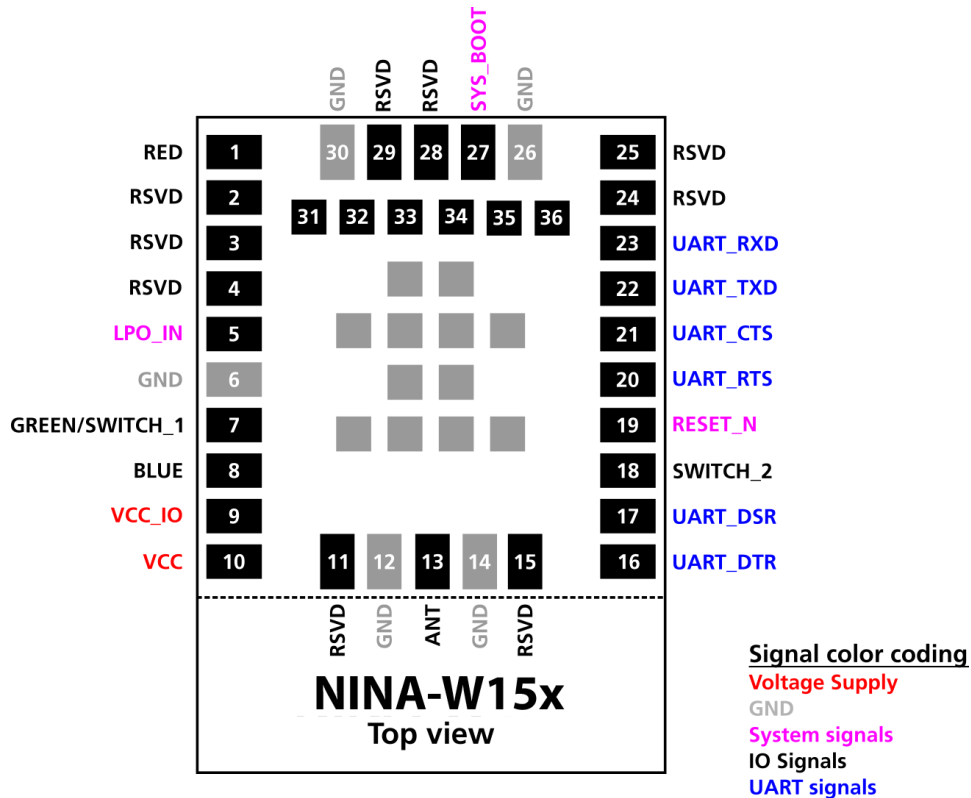 GND RSVD RSVD SYS_BOOT GND
30 29 28 27 26
RED 1 25 RSVD
RSVD 2 24 RSVD
31 32 33 34 35 36
RSVD 3 23 UART_RXD
RSVD 4 22 UART_TXD
LPO_IN 5 21 UART_CTS
GND 6 20 UART_RTS
GREEN/SWITCH_1 7 19 RESET_N
BLUE 8 18 SWITCH_2
VCC_IO 9 17 UART_DSR
VCC 10 16 UART_DTR
11 12 13 14 15
RSVD GND ANT GND RSVD
NINA-W15x
Top view
Signal color coding
Voltage Supply
GND
System signals
IO Signals
UART signals